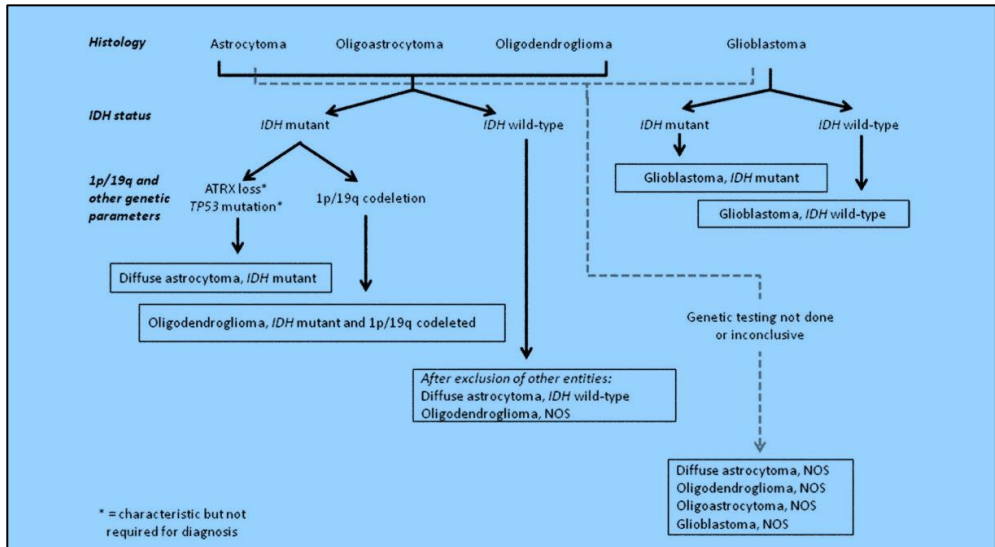 Histology
Astrocytoma
Oligoastrocytoma
Oligodendroglioma
Glioblastoma
IDH status
IDH mutant
IDH wild-type
IDH mutant
IDH wild-type
1p/19q and
other genetic
parameters
ATRX loss*
TP53 mutation*
1p/19q codeletion
Glioblastoma, IDH mutant
Glioblastoma, IDH wild-type
Diffuse astrocytoma, IDH mutant
Oligodendroglioma, IDH mutant and 1p/19q codeleted
Genetic testing not done
or inconclusive
After exclusion of other entities:
Diffuse astrocytoma, IDH wild-type
Oligodendroglioma, NOS
Diffuse astrocytoma, NOS
Oligodendroglioma, NOS
Oligoastrocytoma, NOS
Glioblastoma, NOS
* = characteristic but not
required for diagnosis